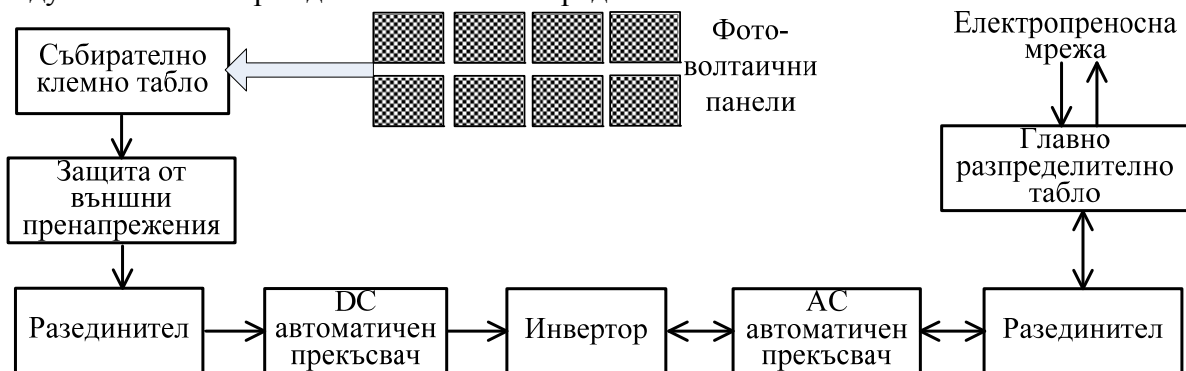 Събирателно
клемно табло
Фото-
волтаични
панели
Електропреносна
мрежа
Защита от
външни
пренапрежения
Главно
разпределително
табло
Разединител
DC
автоматичен
прекъсвач
Инвертор
AC
автоматичен
прекъсвач
Разединител